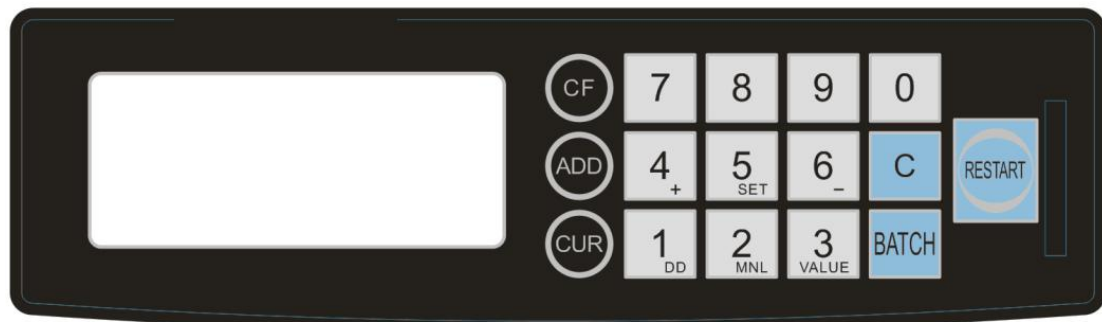 CF 7 8 9 0
ADD 4 + 5 SET 6 - C RESTART
CUR 1 DD 2 MNL 3 VALUE BATCH